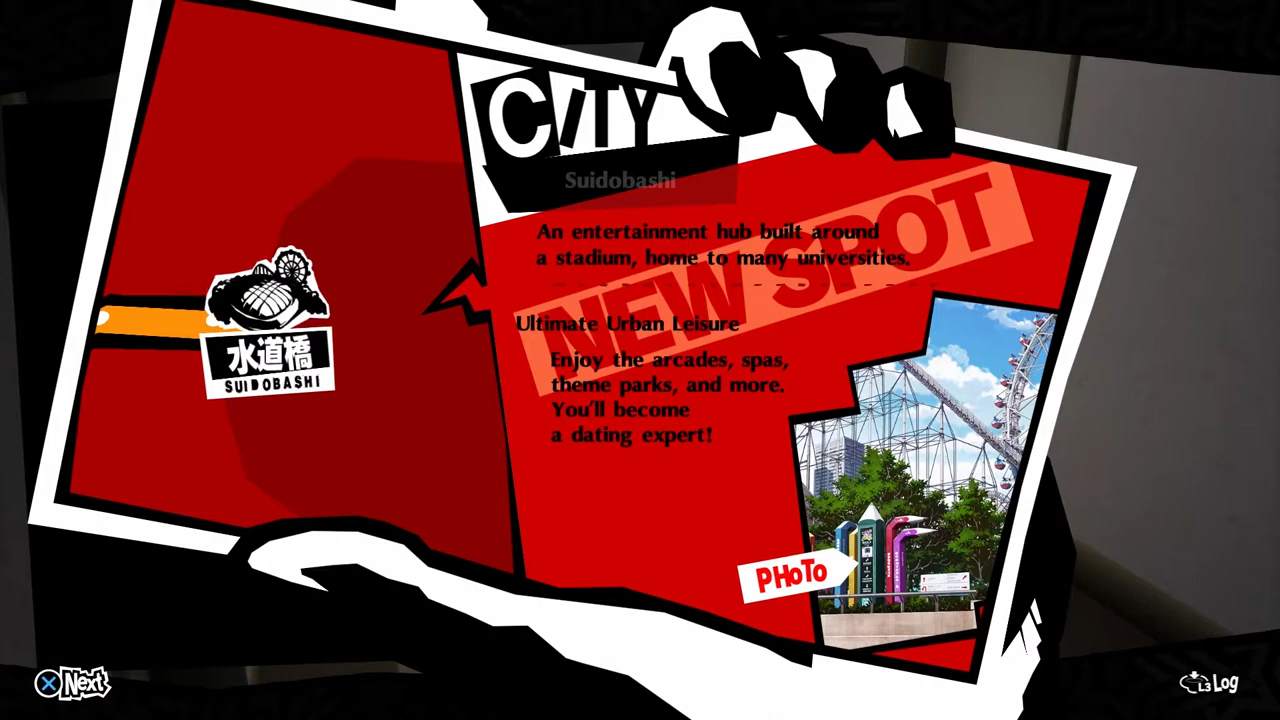 CITY
Suidobashi
NEW SPOT
An entertainment hub built around
a stadium, home to many universities.
Ultimate Urban Leisure
Enjoy the arcades, spas,
theme parks, and more.
You'll become
a dating expert!
水道橋
SUIDOBASHI
PHOTO
Next
L3 Log